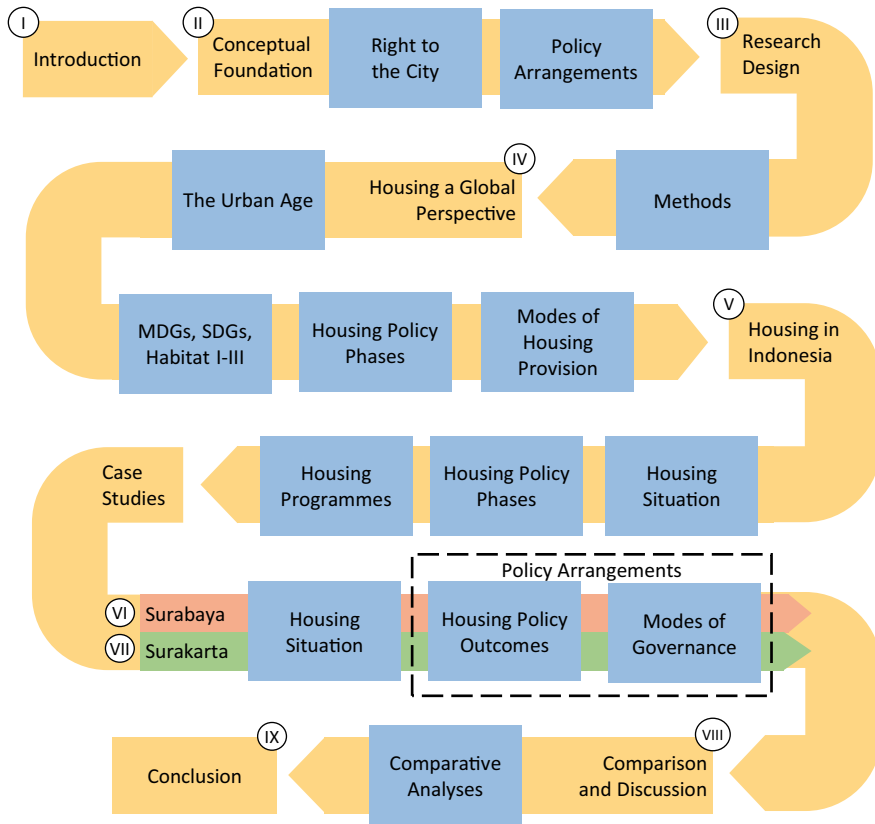 I
Introduction
II
Conceptual
Foundation
Right to
the City
Policy
Arrangements
III
Research
Design
Methods
IV
Housing a Global
Perspective
The Urban Age
MDGs, SDGs,
Habitat I-III
Housing Policy
Phases
Modes of
Housing
Provision
V
Housing in
Indonesia
Housing
Situation
Housing Policy
Phases
Housing
Programmes
Case
Studies
VI
Surabaya
VII
Surakarta
Housing
Situation
Policy Arrangements
Housing Policy
Outcomes
Modes of
Governance
VIII
Comparison
and Discussion
Comparative
Analyses
IX
Conclusion